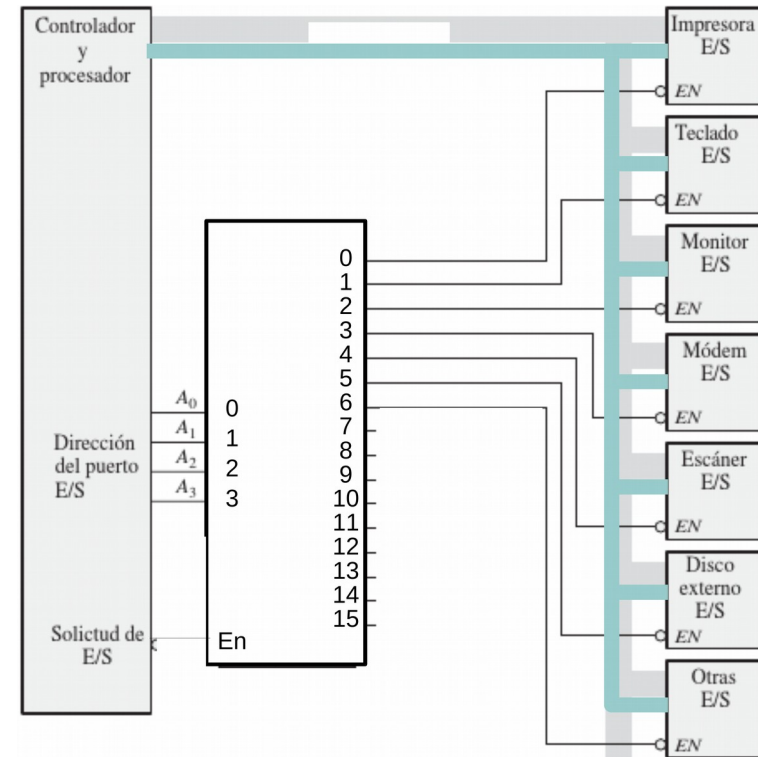 Controlador
y
procesador
Dirección
del puerto
E/S
Solictud de
E/S
A0
A1
A2
A3
0
1
2
3
En
0
1
2
3
4
5
6
7
8
9
10
11
12
13
14
15
Impresora
E/S
EN
Teclado
E/S
EN
Monitor
E/S
EN
Módem
E/S
EN
Escáner
E/S
EN
Disco
externo
E/S
EN
Otras
E/S
EN